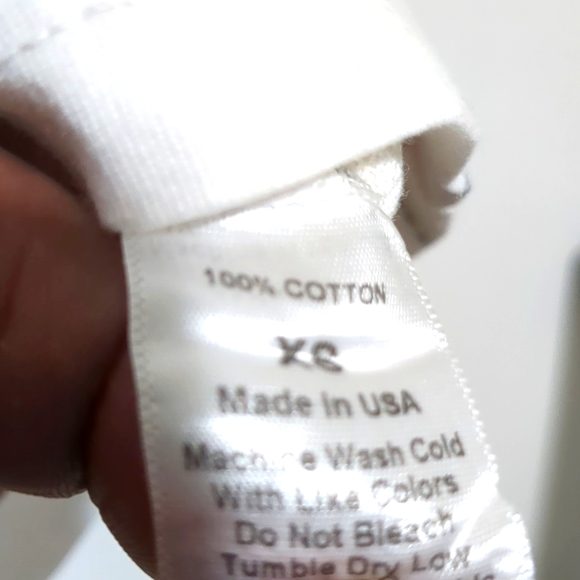 100% COTTON
XS
Made in USA
Machine Wash Cold
With Like Colors
Do Not Bleach
Tumble Dry Low